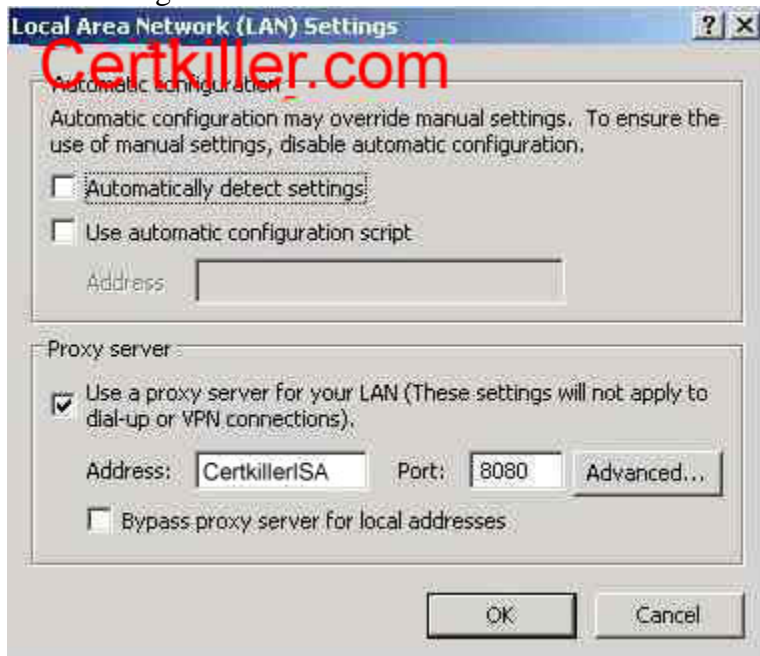 Local Area Network (LAN) Settings
Certkiller.com
Automatic configuration
Automatic configuration may override manual settings. To ensure the
use of manual settings, disable automatic configuration.
Automatically detect settings
Use automatic configuration script
Address
Proxy server
Use a proxy server for your LAN (These settings will not apply to
dial-up or VPN connections).
Address: CertkillerISA Port: 8080 Advanced...
Bypass proxy server for local addresses
OK Cancel